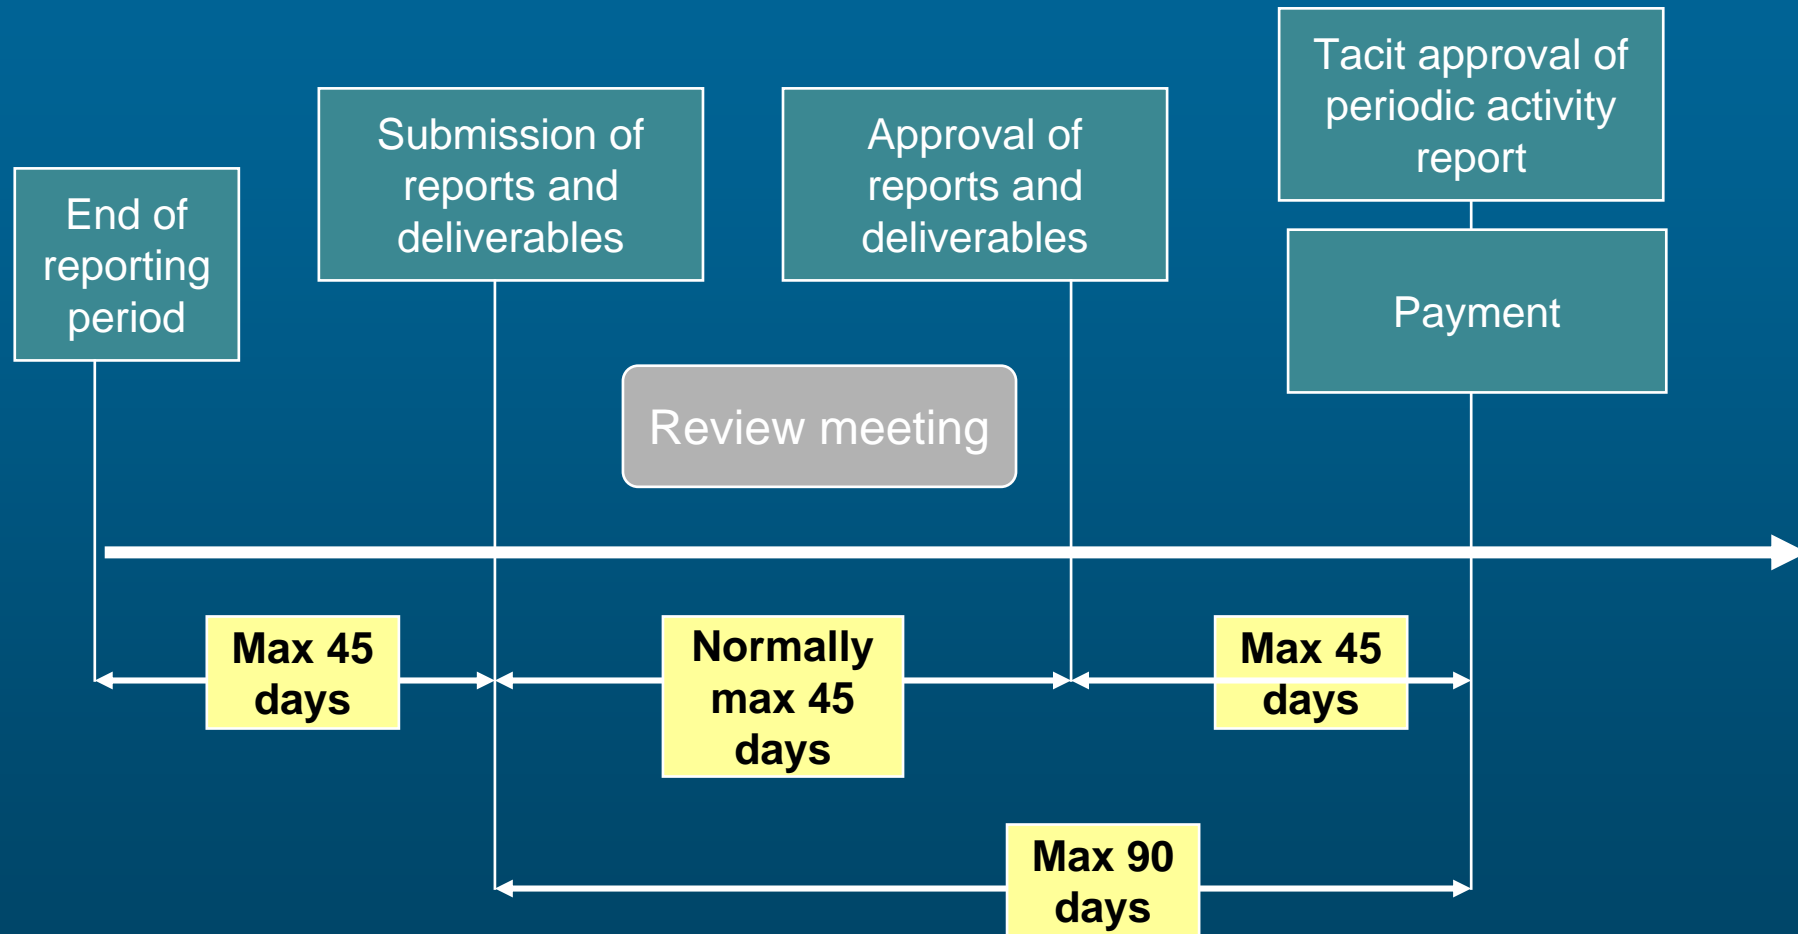 End of
reporting
period
Submission of
reports and
deliverables
Approval of
reports and
deliverables
Tacit approval of
periodic activity
report
Payment
Review meeting
Max 45
days
Normally
max 45
days
Max 45
days
Max 90
days